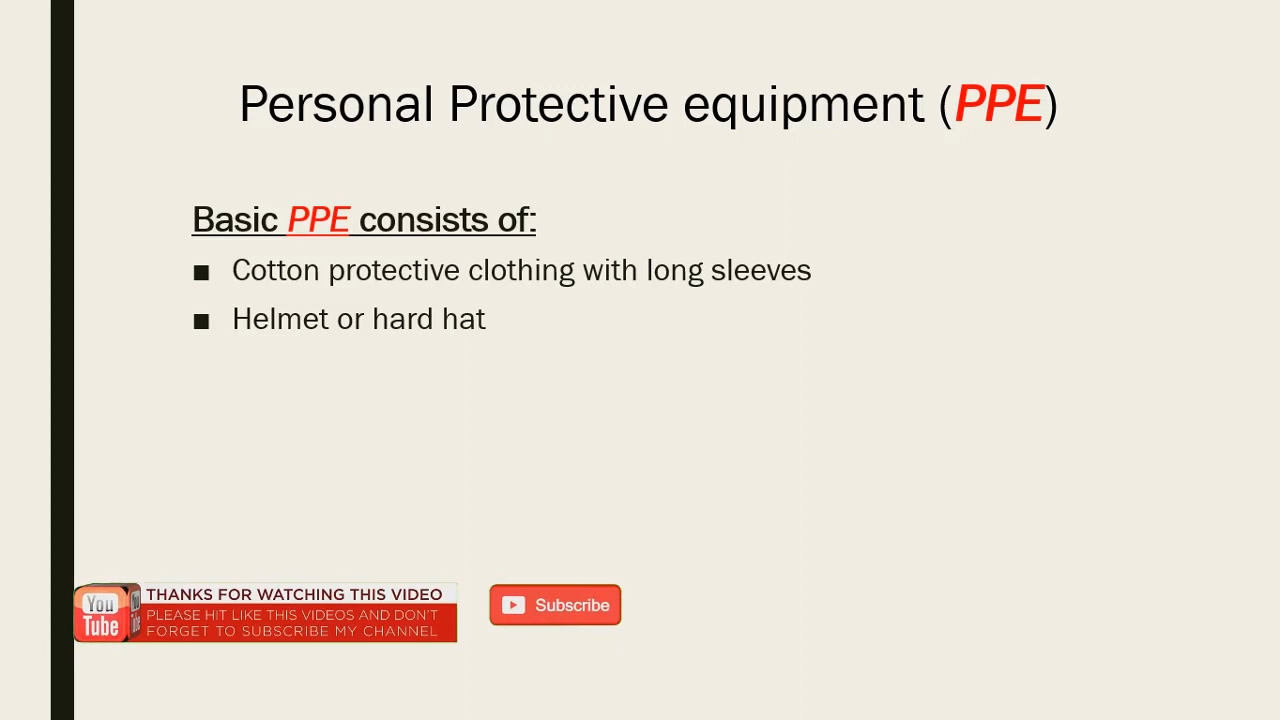 Personal Protective equipment (PPE)
Basic PPE consists of:
■ Cotton protective clothing with long sleeves
■ Helmet or hard hat
You
Tube
THANKS FOR WATCHING THIS VIDEO
PLEASE HIT LIKE THIS VIDEOS AND DON'T
FORGET TO SUBSCRIBE MY CHANNEL
Subscribe